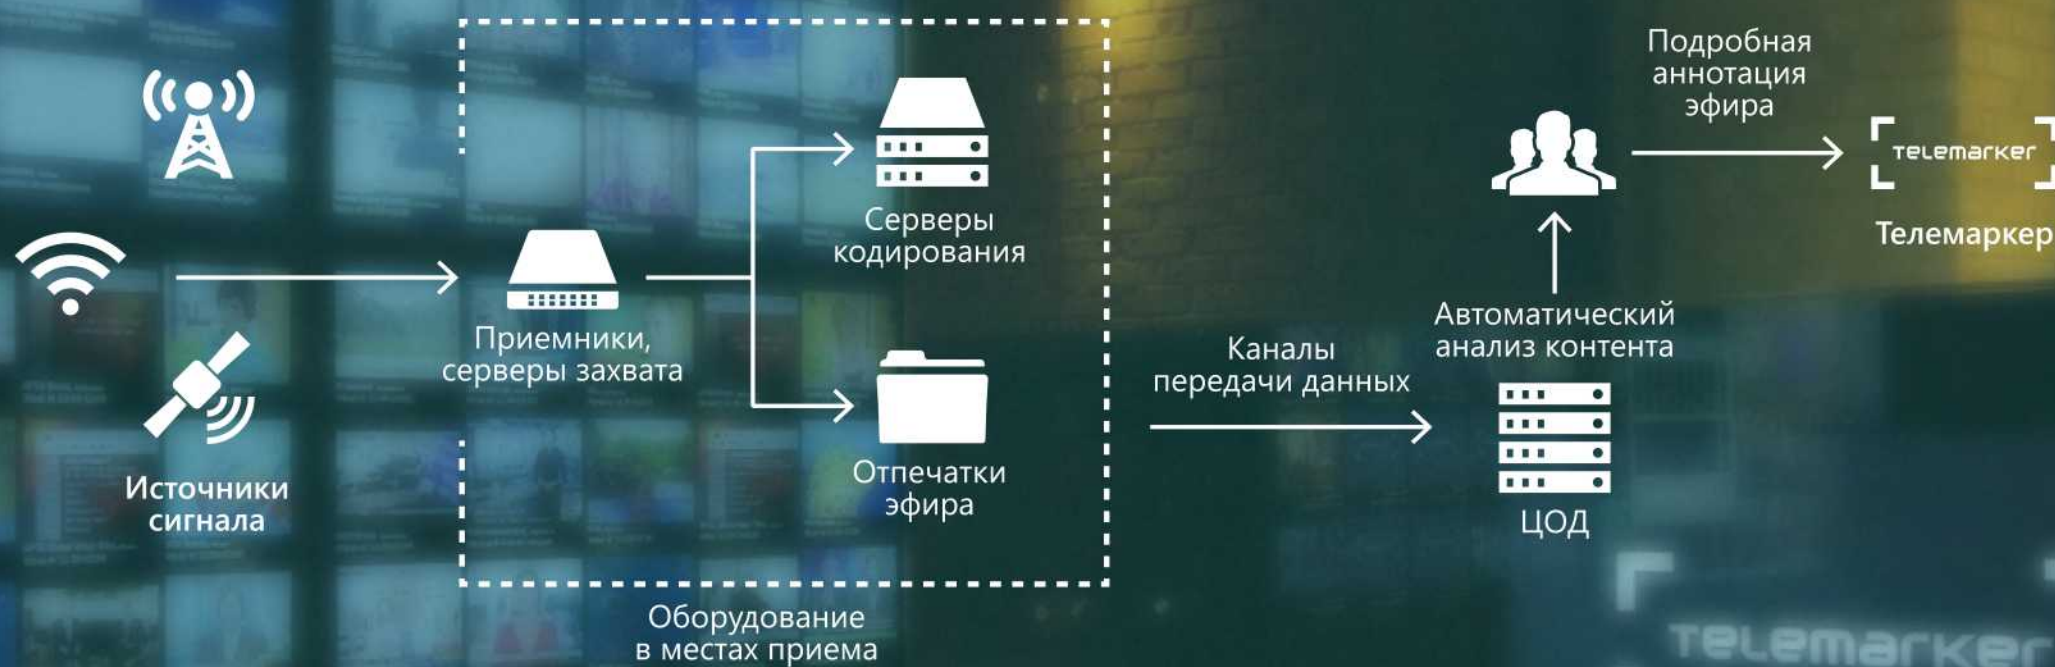 Источники
сигнала
Приемники,
серверы захвата
Серверы
кодирования
Отпечатки
эфира
Оборудование
в местах приема
Каналы
передачи данных
Автоматический
анализ контента
ЦОД
Подробная
аннотация
эфира
TELEMARKER
Телемаркер
TELEMARKER